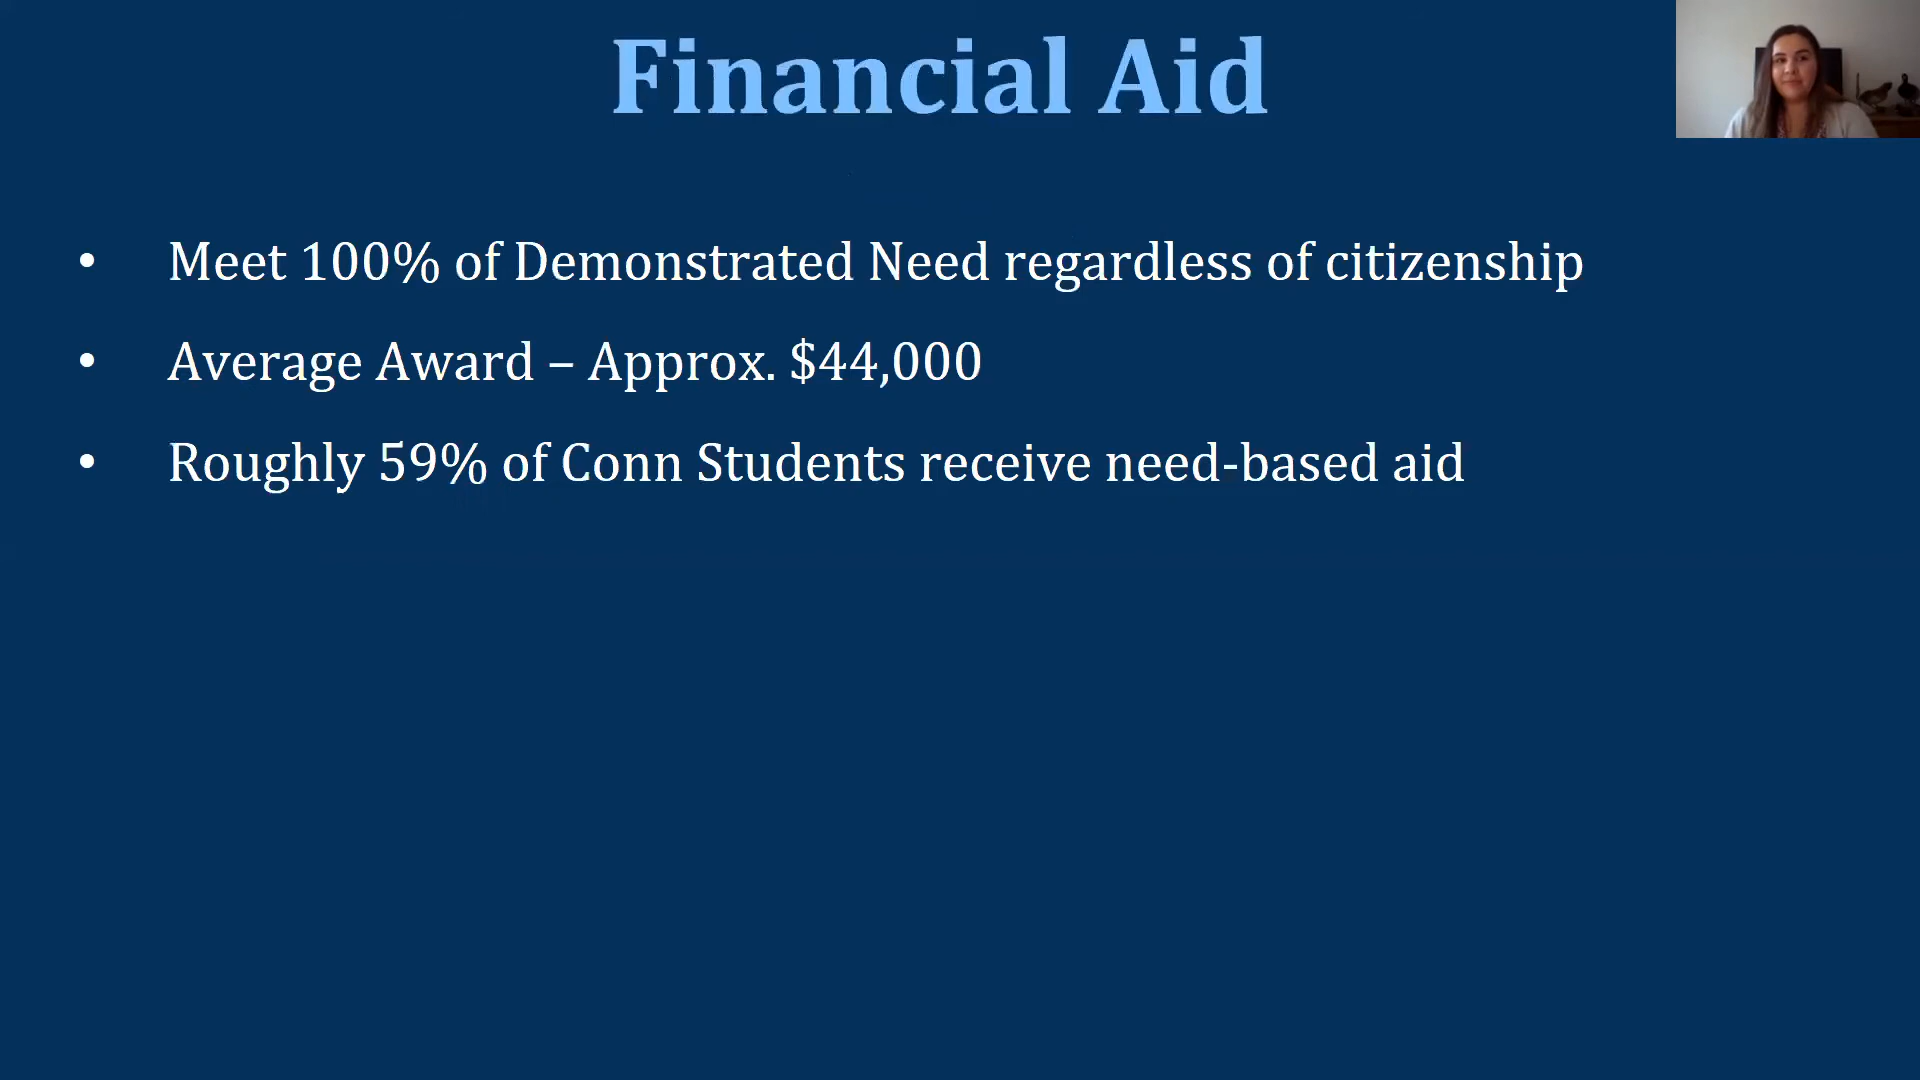 Financial Aid
• Meet 100% of Demonstrated Need regardless of citizenship
• Average Award – Approx. $44,000
• Roughly 59% of Conn Students receive need-based aid